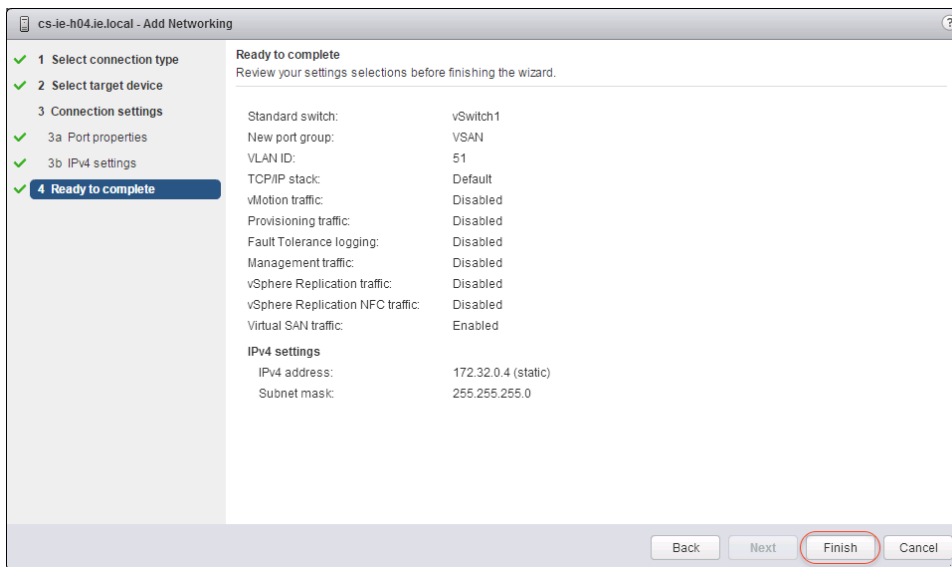 cs-ie-h04.ie.local - Add Networking
?
1 Select connection type
2 Select target device
3 Connection settings
3a Port properties
3b IPv4 settings
4 Ready to complete
Ready to complete
Review your settings selections before finishing the wizard.
Standard switch: vSwitch1
New port group: VSAN
VLAN ID: 51
TCP/IP stack: Default
vMotion traffic: Disabled
Provisioning traffic: Disabled
Fault Tolerance logging: Disabled
Management traffic: Disabled
vSphere Replication traffic: Disabled
vSphere Replication NFC traffic: Disabled
Virtual SAN traffic: Enabled
IPv4 settings
IPv4 address: 172.32.0.4 (static)
Subnet mask: 255.255.255.0
Back Next Finish Cancel